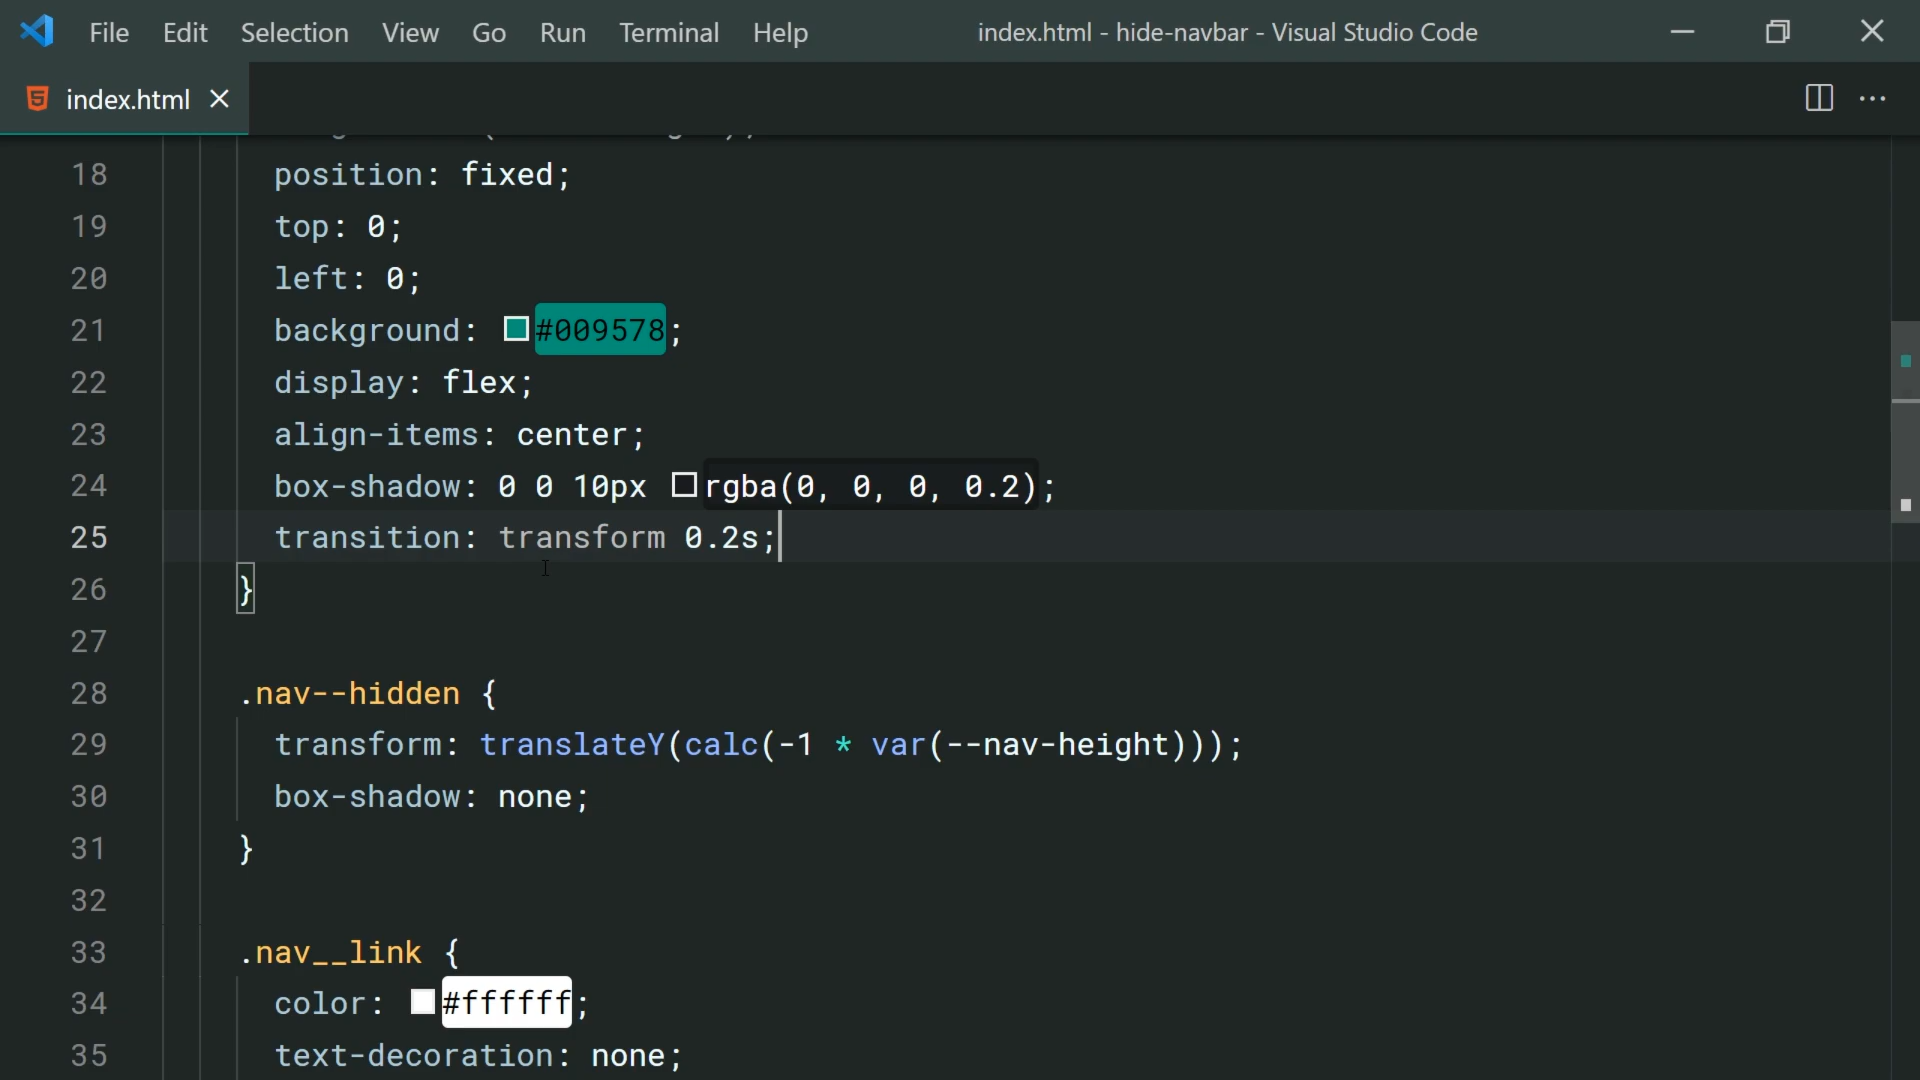 File Edit Selection View Go Run Terminal Help index.html - hide-navbar - Visual Studio Code
index.html
18 position: fixed;
19 top: 0;
20 left: 0;
21 background: #009578;
22 display: flex;
23 align-items: center;
24 box-shadow: 0 0 10px rgba(0, 0, 0, 0.2);
25 transition: transform 0.2s;
26 }
27
28 .nav--hidden {
29 transform: translateY(calc(-1 * var(--nav-height)));
30 box-shadow: none;
31 }
32
33 .nav__link {
34 color: #ffffff;
35 text-decoration: none;